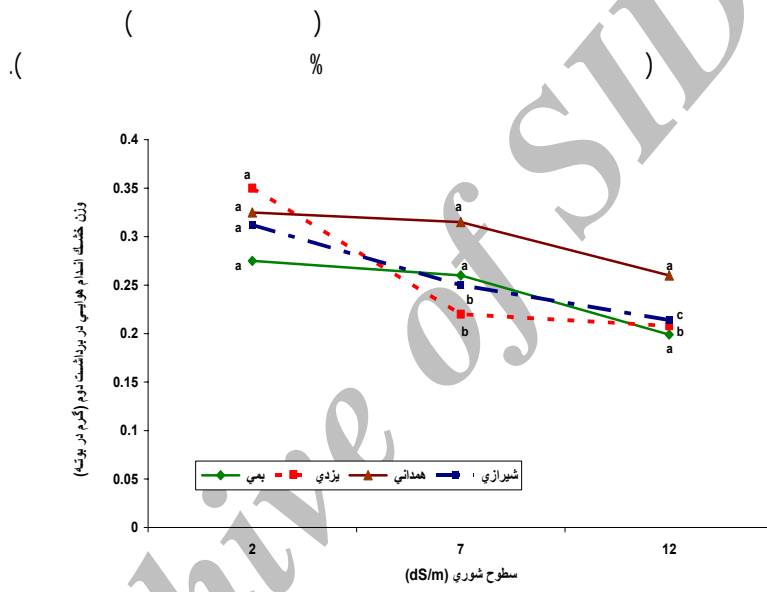 ( )
.( % )
Archive of SID
وزن خشك اندام هوايي در برداشت دوم (گرم در بوته)
0.4
0.35
0.3
0.25
0.2
0.15
0.1
0.05
0
a
a
a
a
a
a
b
b
a
c
b
a
بمي يزدي همداني شيرازي
2 7 12
سطوح شوري (dS/m)